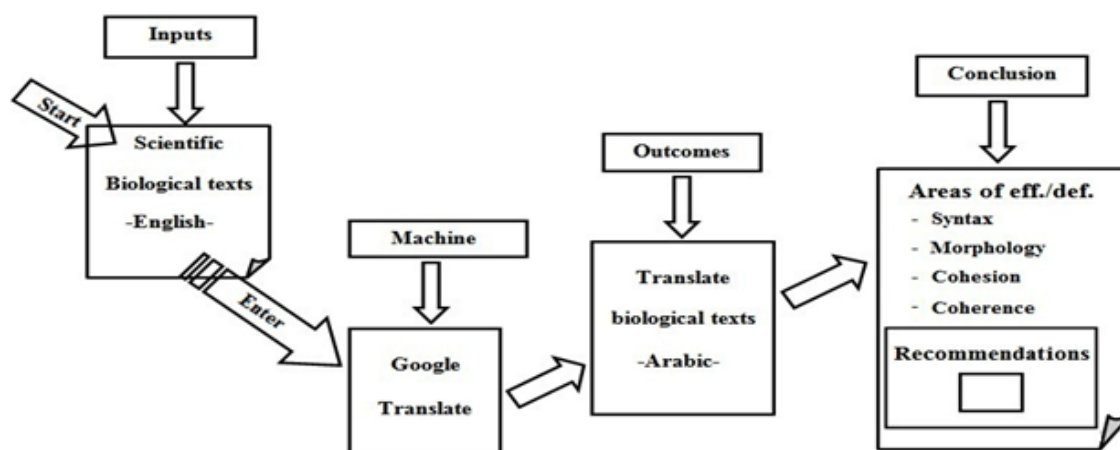 Inputs
Start
Scientific
Biological texts
-English-
Enter
Machine
Google
Translate
Outcomes
Translate
biological texts
-Arabic-
Conclusion
Areas of eff./def.
- Syntax
- Morphology
- Cohesion
- Coherence
Recommendations